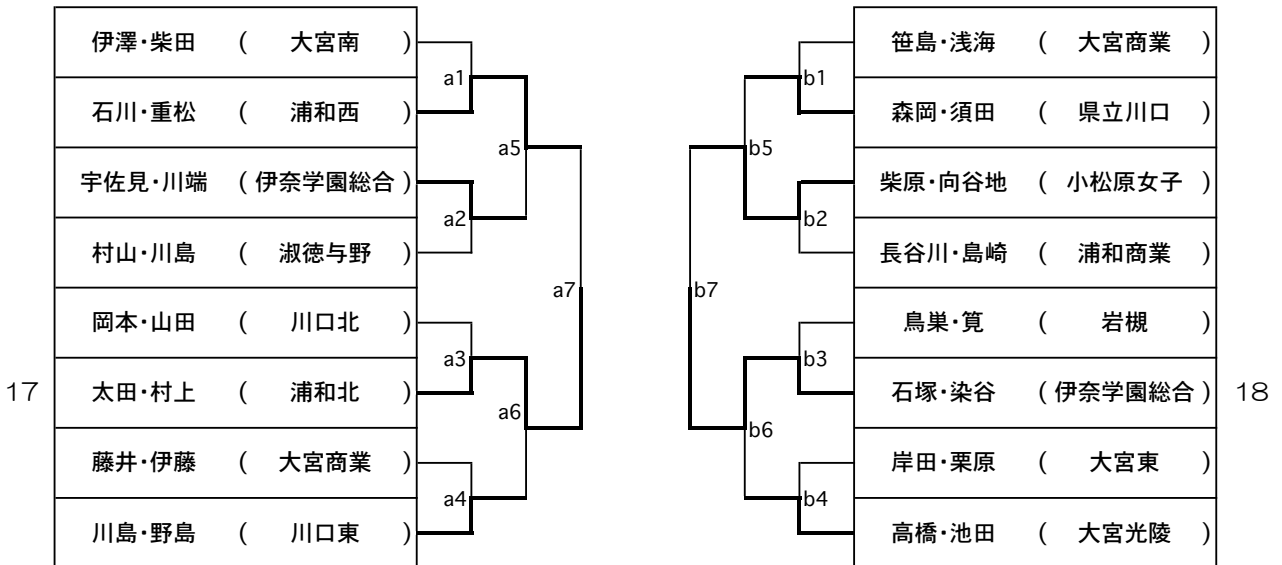 伊澤・柴田 ( 大宮南 )
石川・重松 ( 浦和西 )
宇佐見・川端 ( 伊奈学園総合 )
村山・川島 ( 淑徳与野 )
岡本・山田 ( 川口北 )
17 太田・村上 ( 浦和北 )
藤井・伊藤 ( 大宮商業 )
川島・野島 ( 川口東 )
a1
a5
a2
a7
a3
a6
a4
b1
b5
b2
b7
b3
b6
b4
笹島・浅海 ( 大宮商業 )
森岡・須田 ( 県立川口 )
柴原・向谷地 ( 小松原女子 )
長谷川・島崎 ( 浦和商業 )
鳥巣・筧 ( 岩槻 )
石塚・染谷 ( 伊奈学園総合 ) 18
岸田・栗原 ( 大宮東 )
高橋・池田 ( 大宮光陵 )